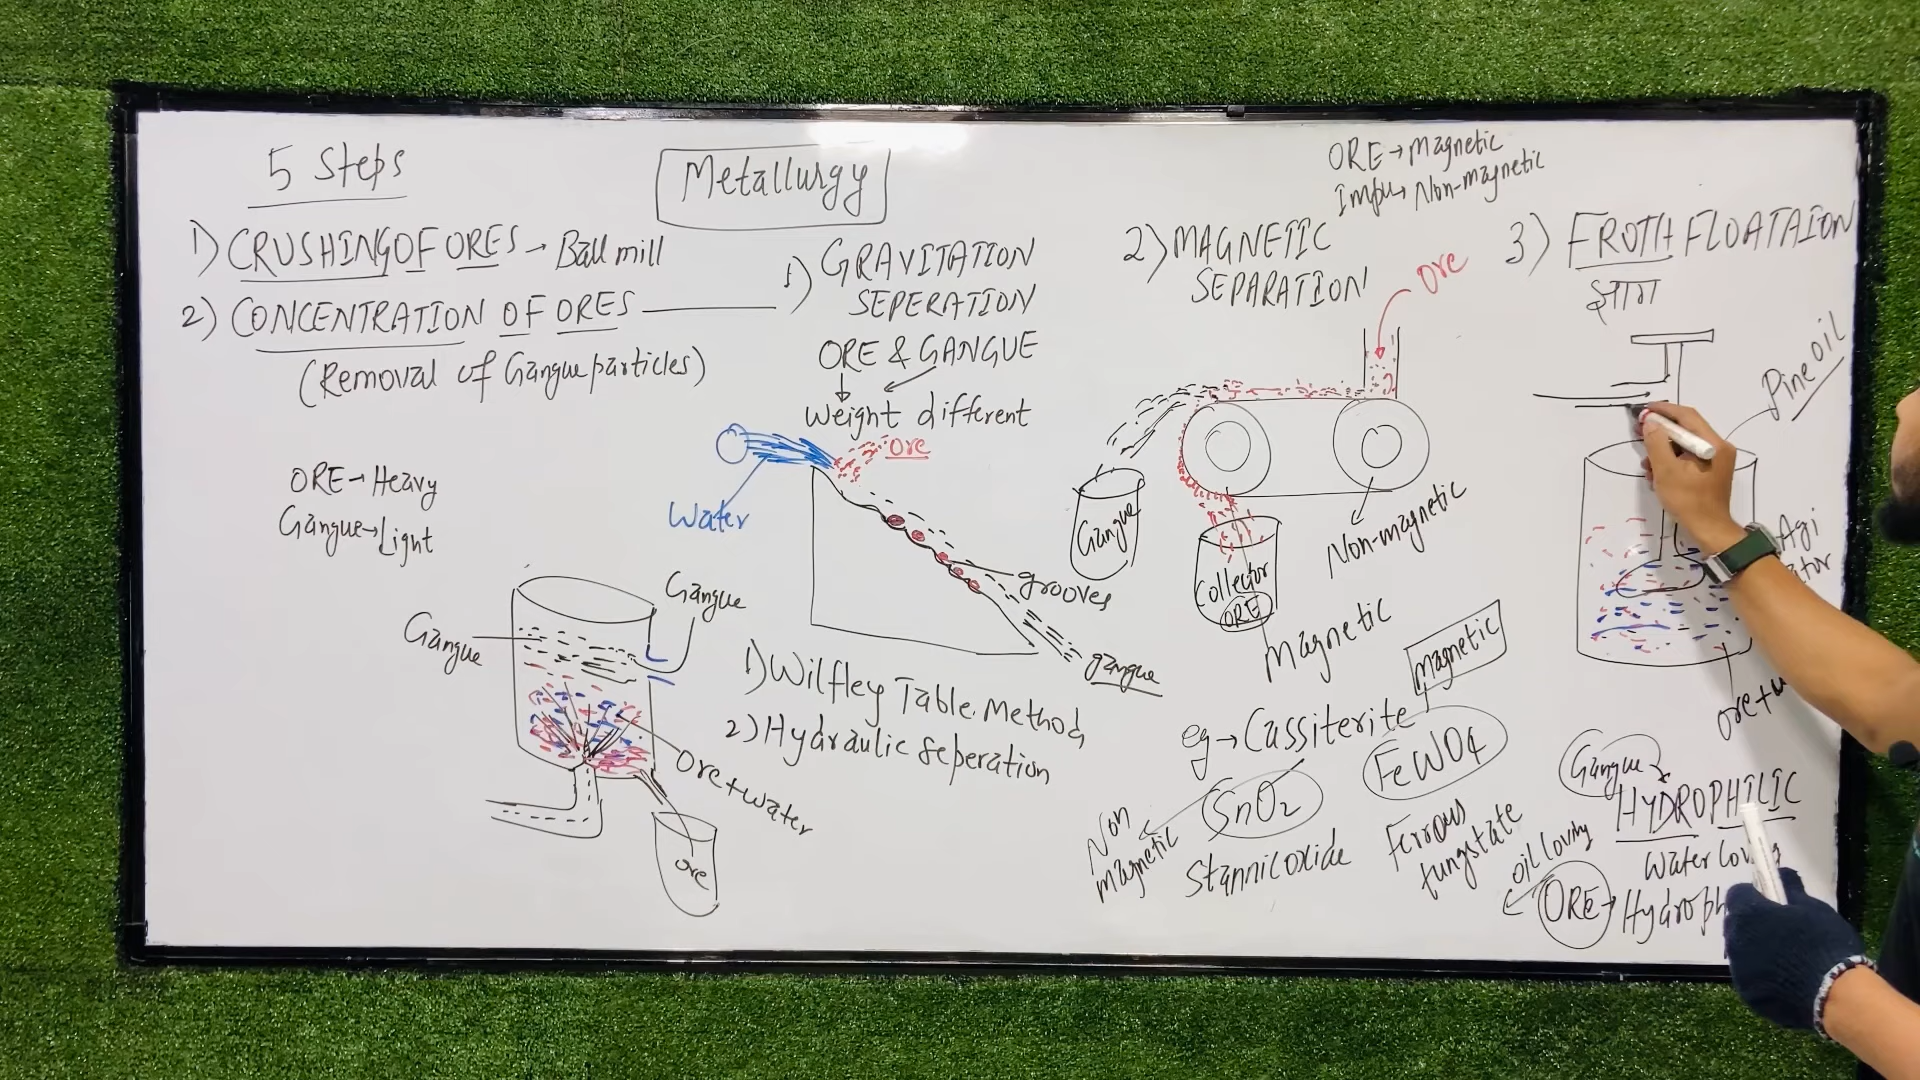 5 Steps
Metallurgy
1) CRUSHING OF ORES → Ball mill
2) CONCENTRATION OF ORES
(Removal of Gangue particles)
ORE → Heavy
Gangue → Light
Gangue
Gangue
ore + water
ore
1) GRAVITATION
SEPERATION
ORE & GANGUE
Weight different
ore
Water
grooves
gangue
1) Wilfley Table Method
2) Hydraulic Seperation
2) MAGNETIC
SEPARATION
ORE → Magnetic
Non-magnetic
ore
Gangue
Collector
ORE
Non-magnetic
Magnetic
Magnetic
eg → Cassiterite
SnO2
FeWO4
Non
magnetic
Stannic oxide
Ferrous
tungstate
3) FROTH FLOATAION
झाग
Pine oil
Agi
ore +
Gangue
HYDROPHILIC
Water
oil loving
ORE →